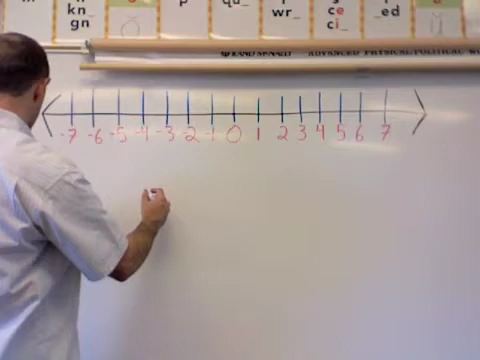 kn_ p qu_ wr_ ce _ed
gn ci_
RAND McNALLY ADVANCED PHYSICAL/POLITICAL
-7 -6 -5 -4 -3 -2 -1 0 1 2 3 4 5 6 7